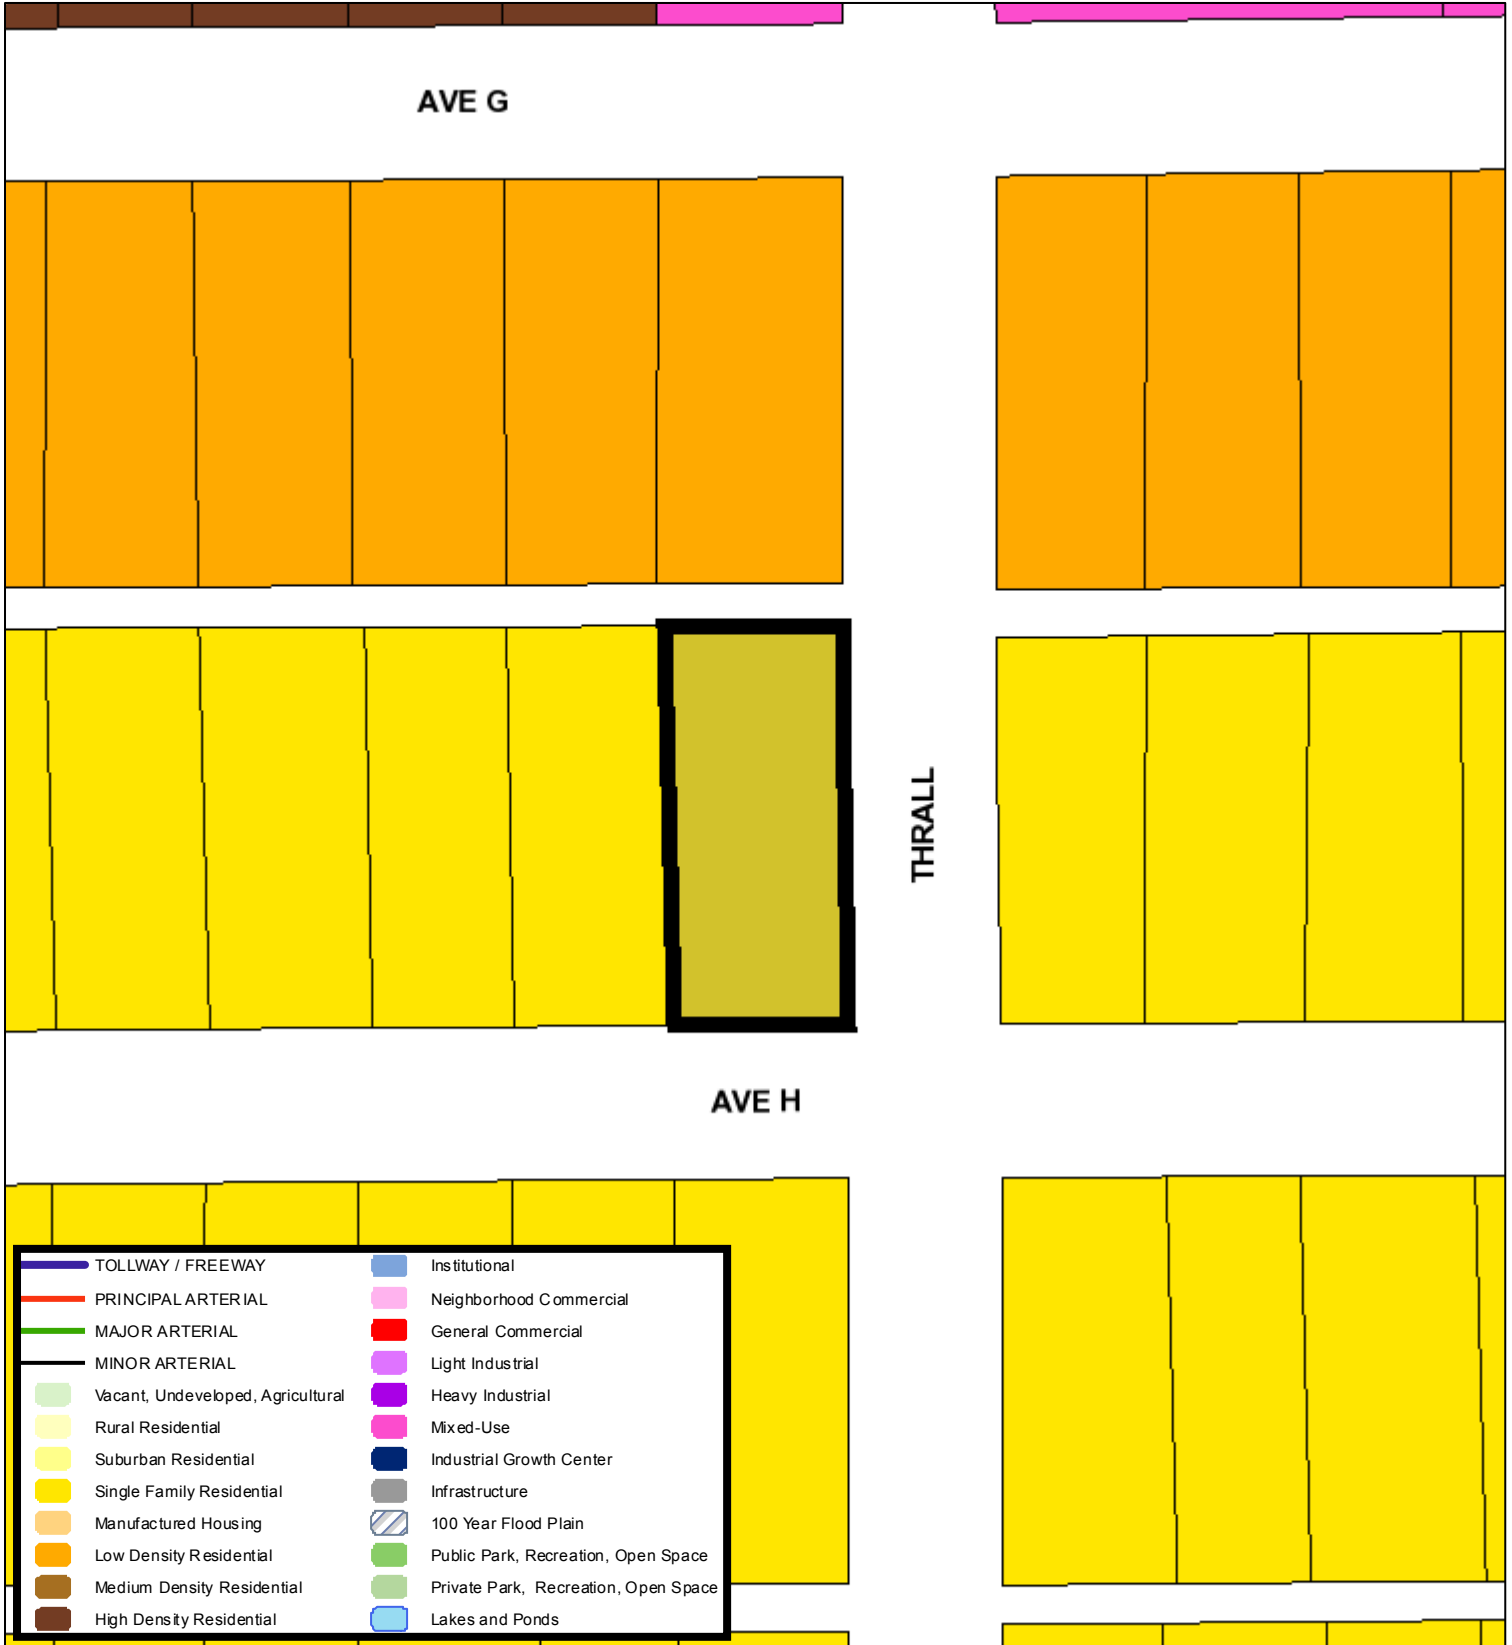 AVE G
THRALL
AVE H
TOLLWAY / FREEWAY
PRINCIPAL ARTERIAL
MAJOR ARTERIAL
MINOR ARTERIAL
Vacant, Undeveloped, Agricultural
Rural Residential
Suburban Residential
Single Family Residential
Manufactured Housing
Low Density Residential
Medium Density Residential
High Density Residential
Institutional
Neighborhood Commercial
General Commercial
Light Industrial
Heavy Industrial
Mixed-Use
Industrial Growth Center
Infrastructure
100 Year Flood Plain
Public Park, Recreation, Open Space
Private Park, Recreation, Open Space
Lakes and Ponds